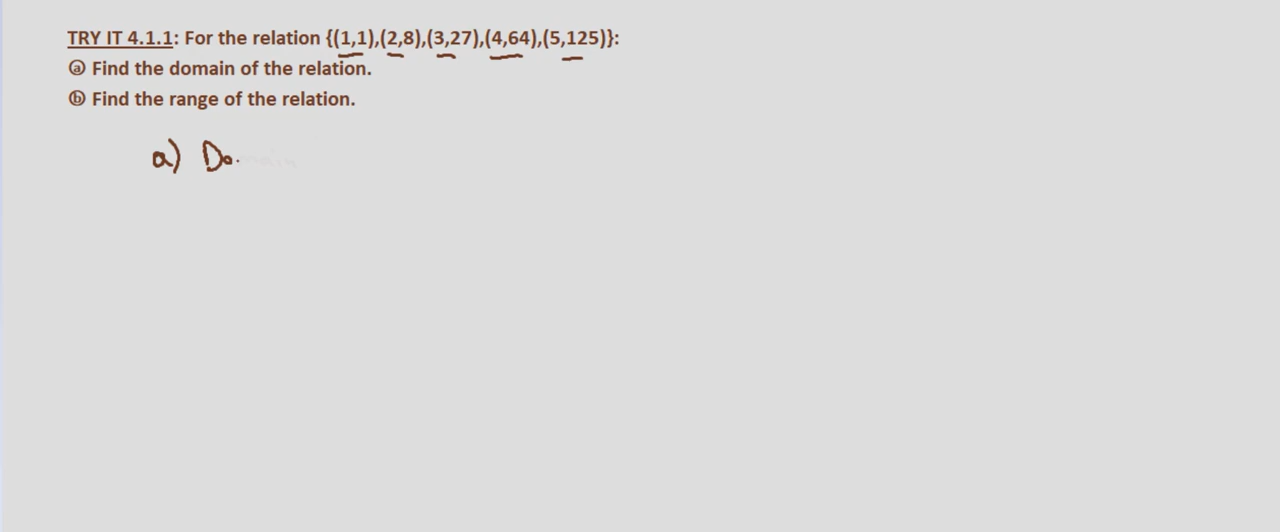 TRY IT 4.1.1: For the relation {(1,1),(2,8),(3,27),(4,64),(5,125)}:
ⓐ Find the domain of the relation.
ⓑ Find the range of the relation.
a) Domain